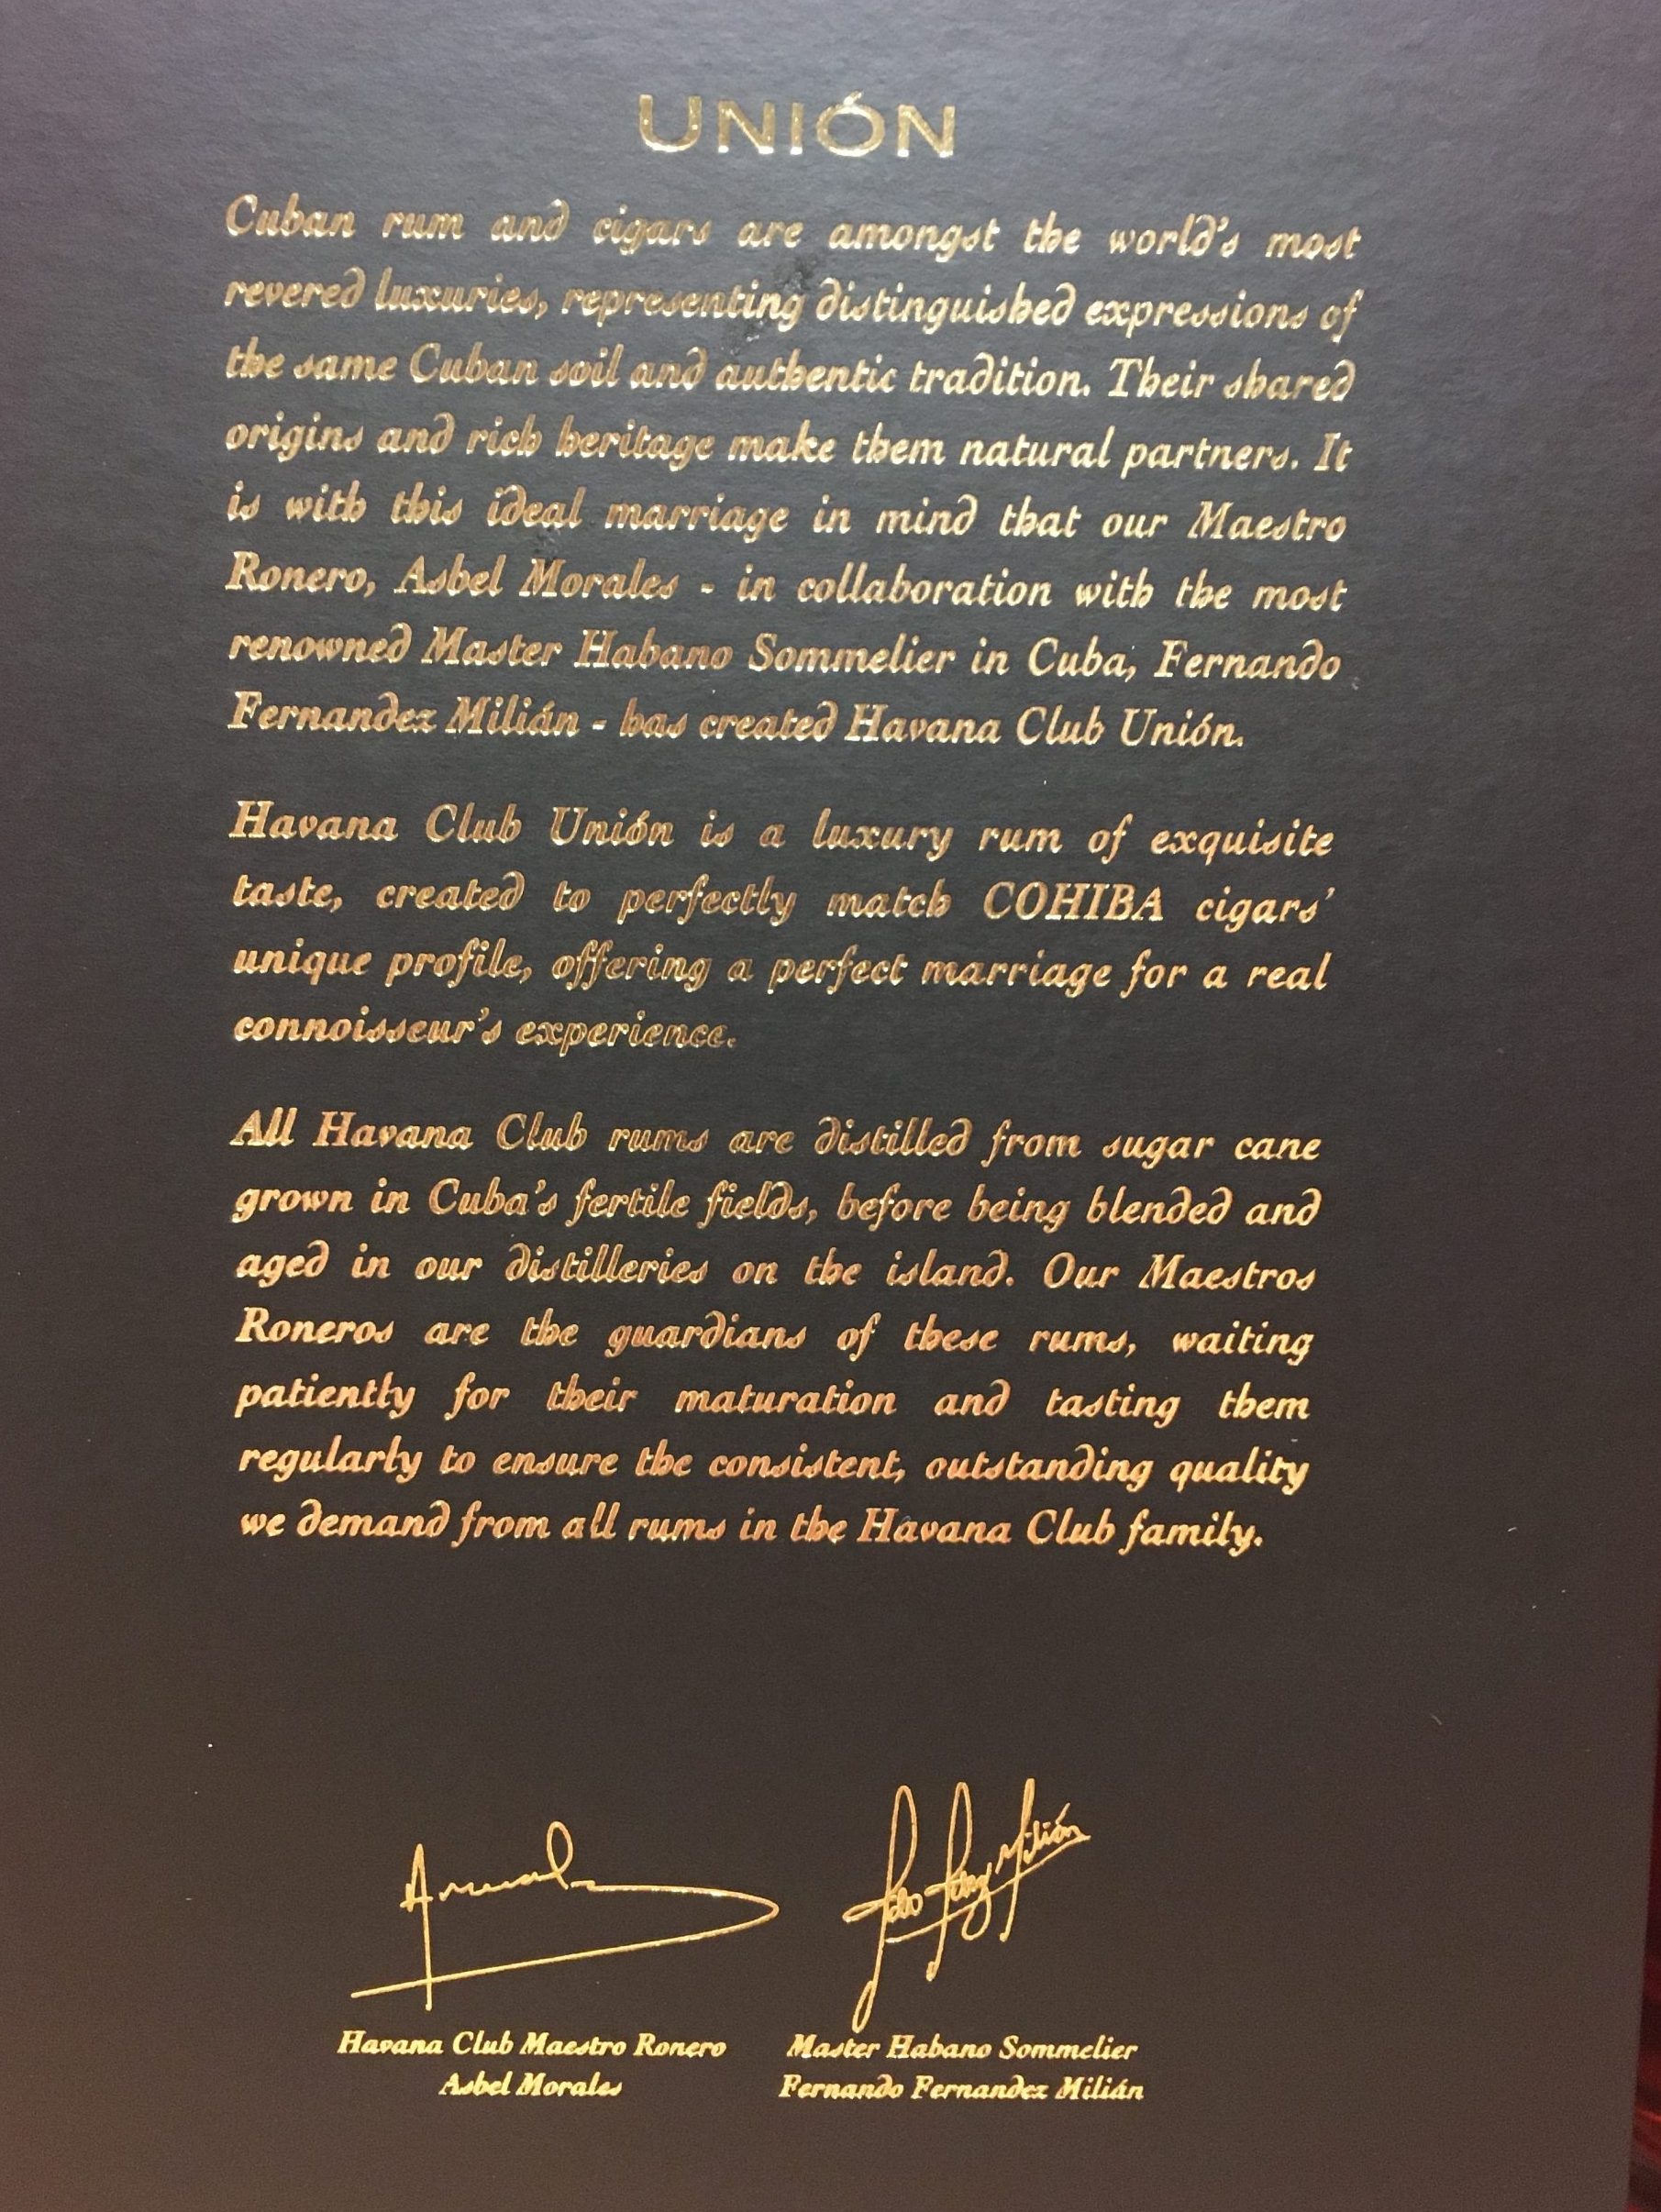 UNIÓN
Cuban rum and cigars are amongst the world's most
revered luxuries, representing distinguished expressions of
the same Cuban soil and authentic tradition. Their shared
origins and rich heritage make them natural partners. It
is with this ideal marriage in mind that our Maestro
Ronero, Asbel Morales - in collaboration with the most
renowned Master Habano Sommelier in Cuba, Fernando
Fernandez Milián - has created Havana Club Unión.
Havana Club Unión is a luxury rum of exquisite
taste, created to perfectly match COHIBA cigars'
unique profile, offering a perfect marriage for a real
connoisseur's experience.
All Havana Club rums are distilled from sugar cane
grown in Cuba's fertile fields, before being blended and
aged in our distilleries on the island. Our Maestros
Roneros are the guardians of these rums, waiting
patiently for their maturation and tasting them
regularly to ensure the consistent, outstanding quality
we demand from all rums in the Havana Club family.
Milián
Havana Club Maestro Ronero
Asbel Morales
Master Habano Sommelier
Fernando Fernandez Milián